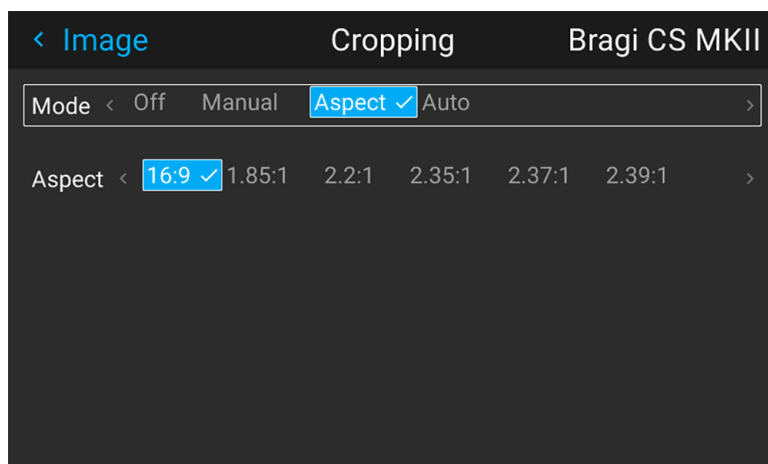 Image Cropping Bragi CS MKII
Mode Off Manual Aspect Auto
Aspect 16:9 1.85:1 2.2:1 2.35:1 2.37:1 2.39:1